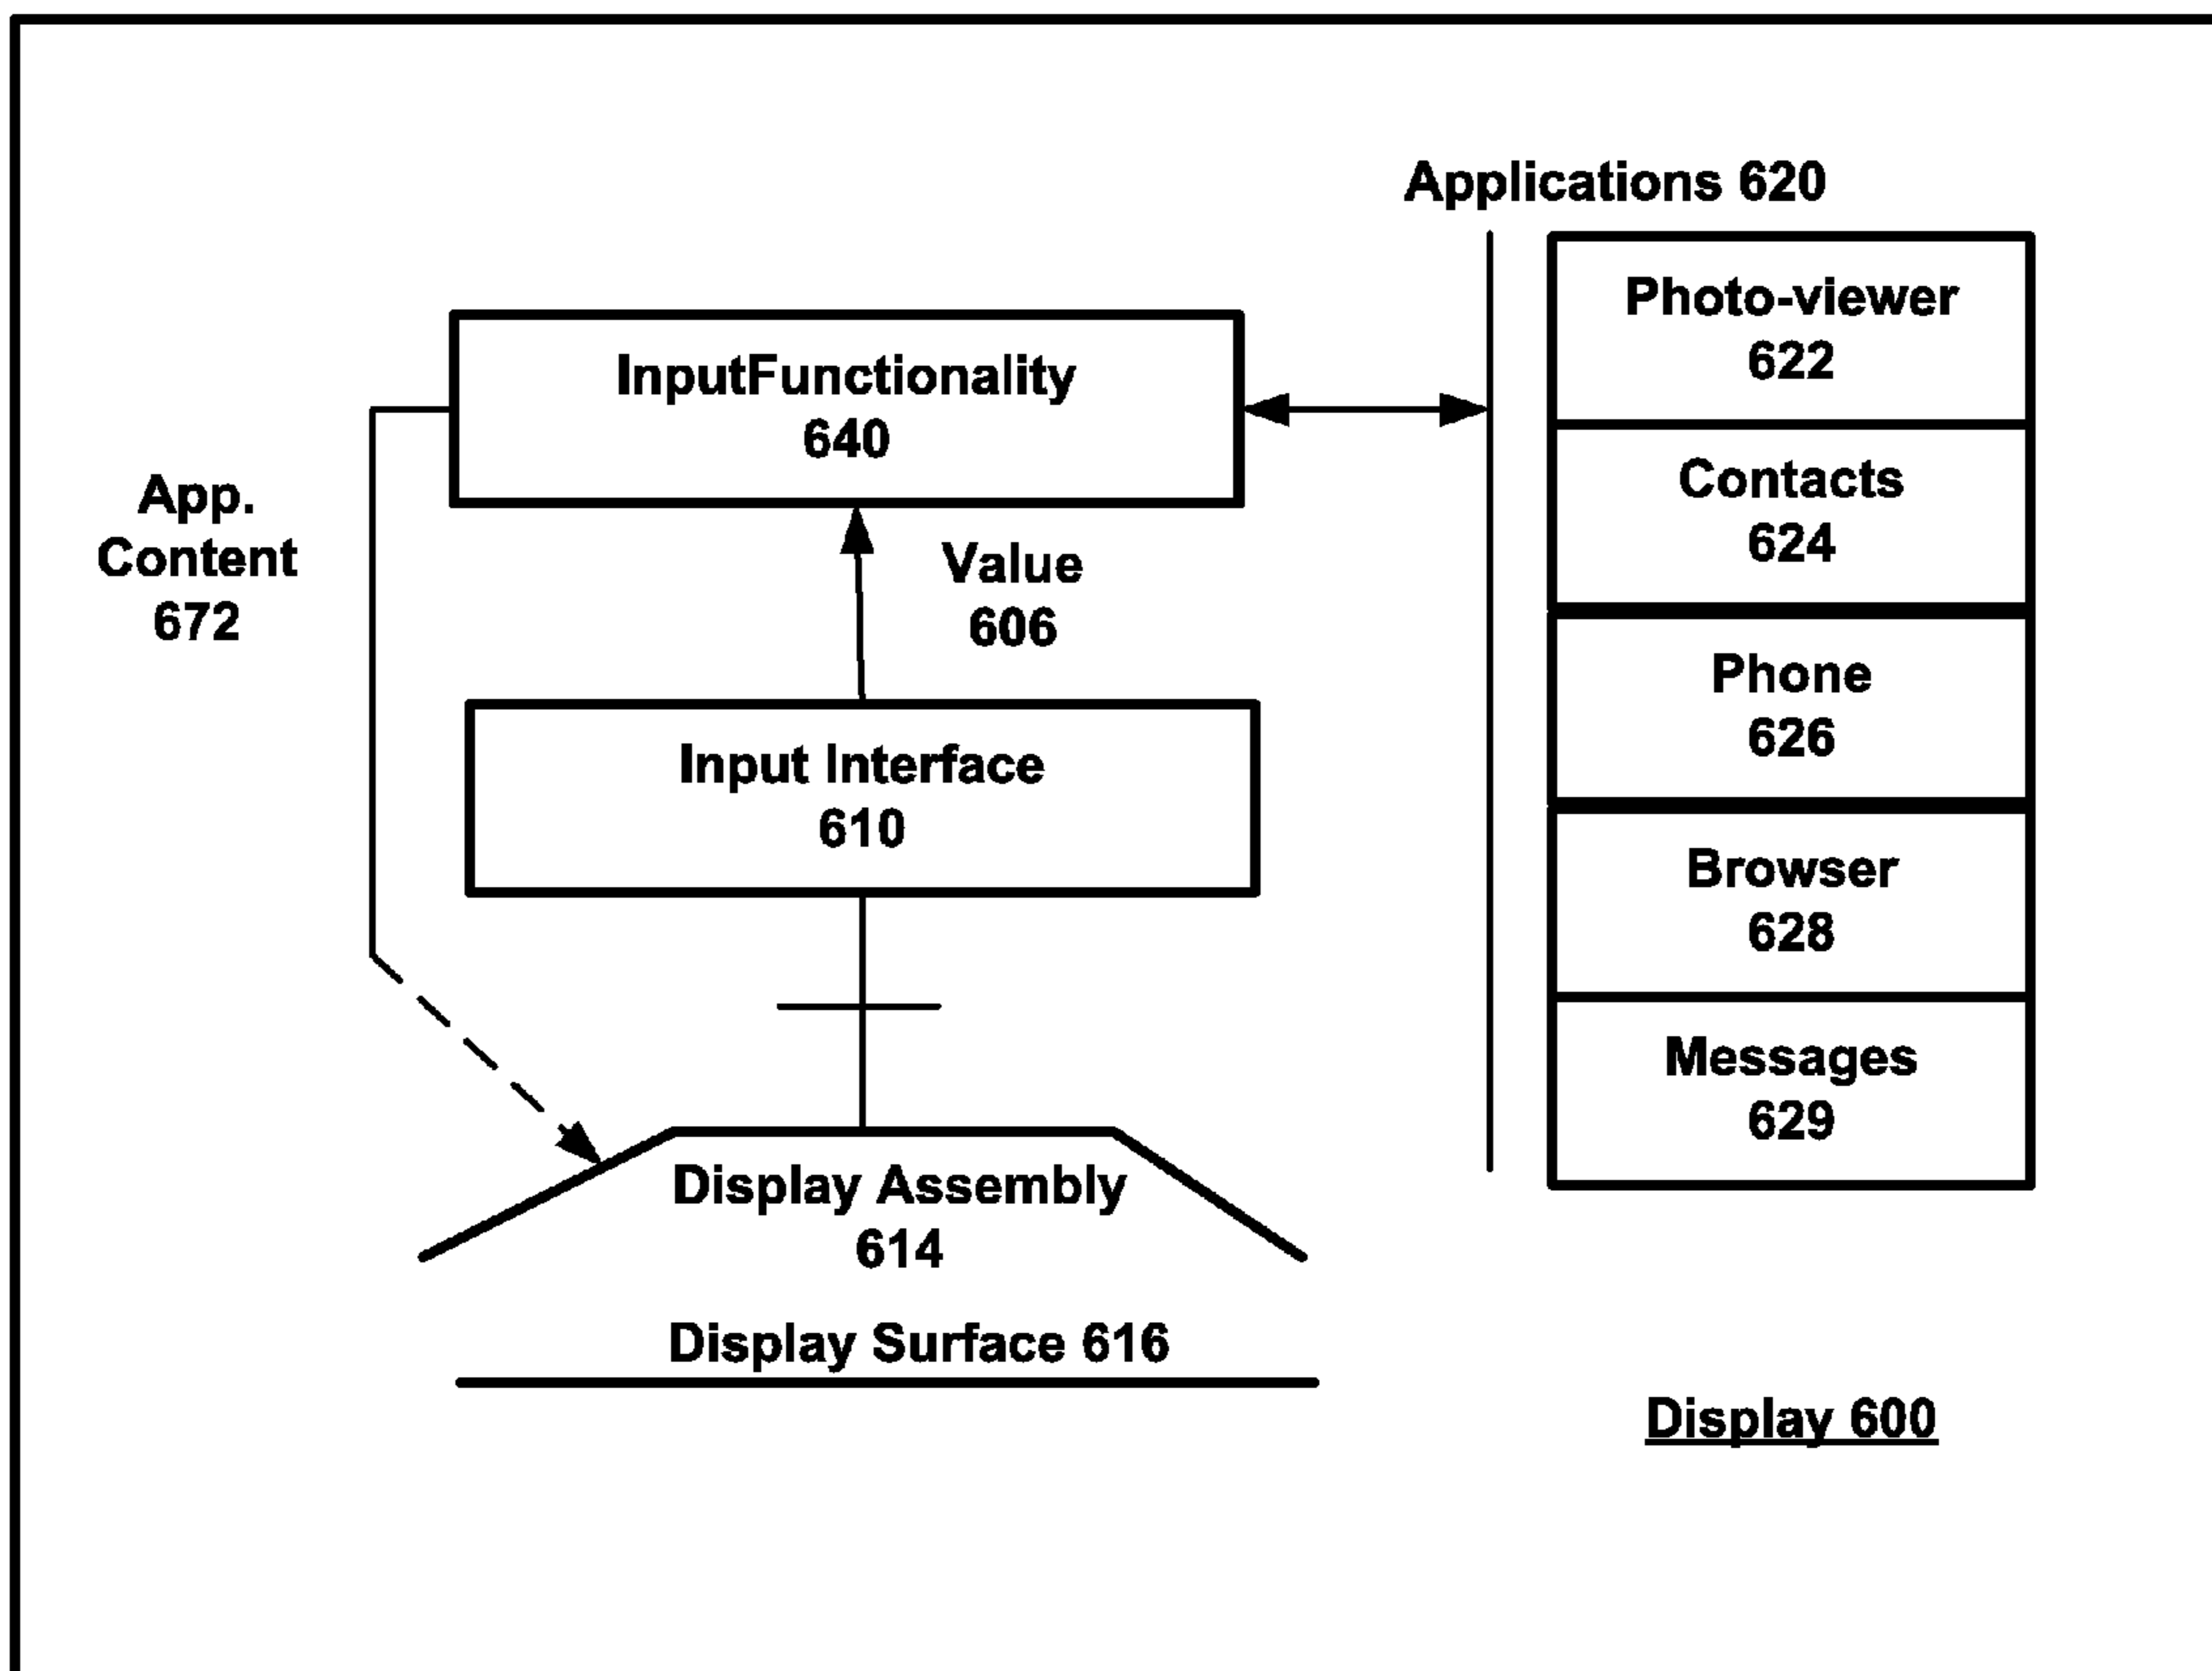 Applications 620
Photo-viewer
622
Contacts
624
Phone
626
Browser
628
Messages
629
InputFunctionality
640
App.
Content
672
Value
606
Input Interface
610
Display Assembly
614
Display Surface 616
Display 600